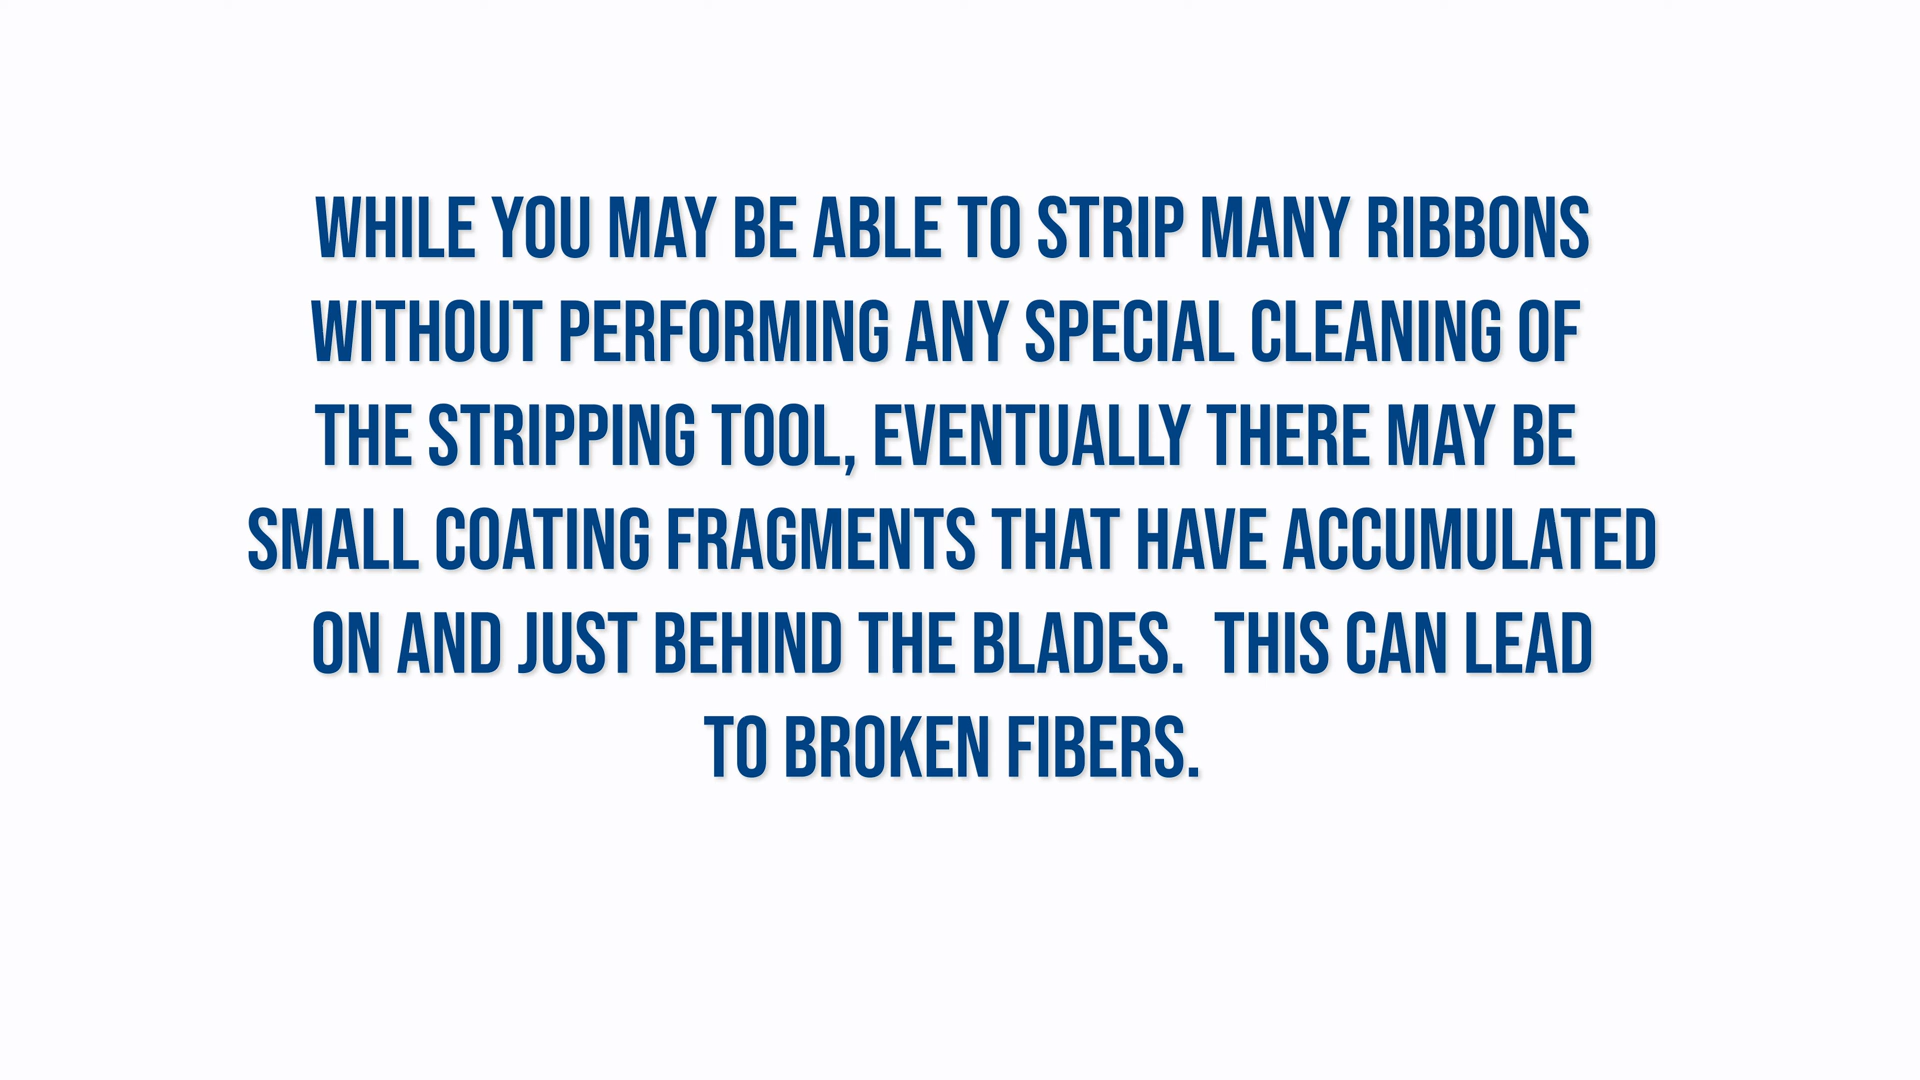 WHILE YOU MAY BE ABLE TO STRIP MANY RIBBONS
WITHOUT PERFORMING ANY SPECIAL CLEANING OF
THE STRIPPING TOOL, EVENTUALLY THERE MAY BE
SMALL COATING FRAGMENTS THAT HAVE ACCUMULATED
ON AND JUST BEHIND THE BLADES.  THIS CAN LEAD
TO BROKEN FIBERS.